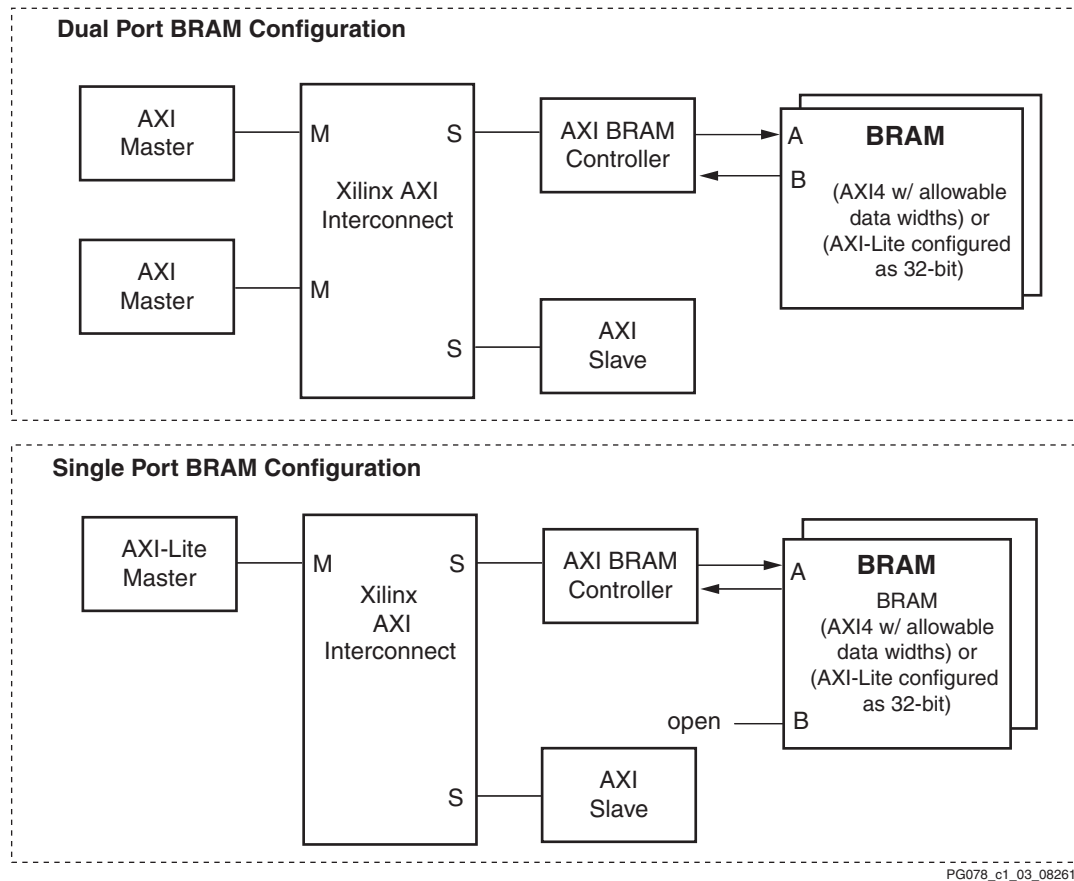 Dual Port BRAM Configuration
AXI
Master
M
S
AXI BRAM
Controller
A
B
BRAM
(AXI4 w/ allowable
data widths) or
(AXI-Lite configured
as 32-bit)
Xilinx AXI
Interconnect
AXI
Master
M
S
AXI
Slave
Single Port BRAM Configuration
AXI-Lite
Master
M
S
Xilinx
AXI
Interconnect
AXI BRAM
Controller
A
BRAM
BRAM
(AXI4 w/ allowable
data widths) or
(AXI-Lite configured
as 32-bit)
open
B
S
AXI
Slave
PG078_c1_03_08261